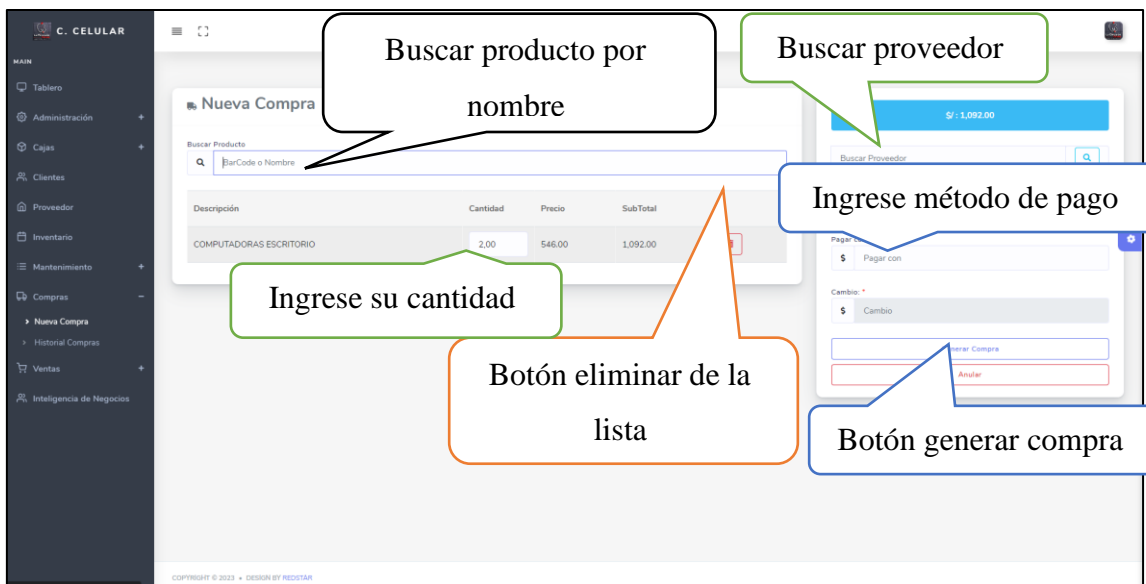 C. CELULAR
MAIN
Tablero
Administración +
Cajas +
Clientes
Proveedor
Inventario
Mantenimiento +
Compras −
> Nueva Compra
> Historial Compras
Ventas +
Inteligencia de Negocios
Buscar producto por
nombre
Buscar proveedor
Nueva Compra
Buscar Producto
BarCode o Nombre
Descripción Cantidad Precio SubTotal
COMPUTADORAS ESCRITORIO 2,00 546.00 1,092.00
Ingrese su cantidad
Botón eliminar de la
lista
S/ : 1,092.00
Buscar Proveedor
Ingrese método de pago
Pagar
$ Pagar con
Cambio: *
$ Cambio
Compra
Anular
Botón generar compra
COPYRIGHT © 2023 • DESIGN BY REDSTAR